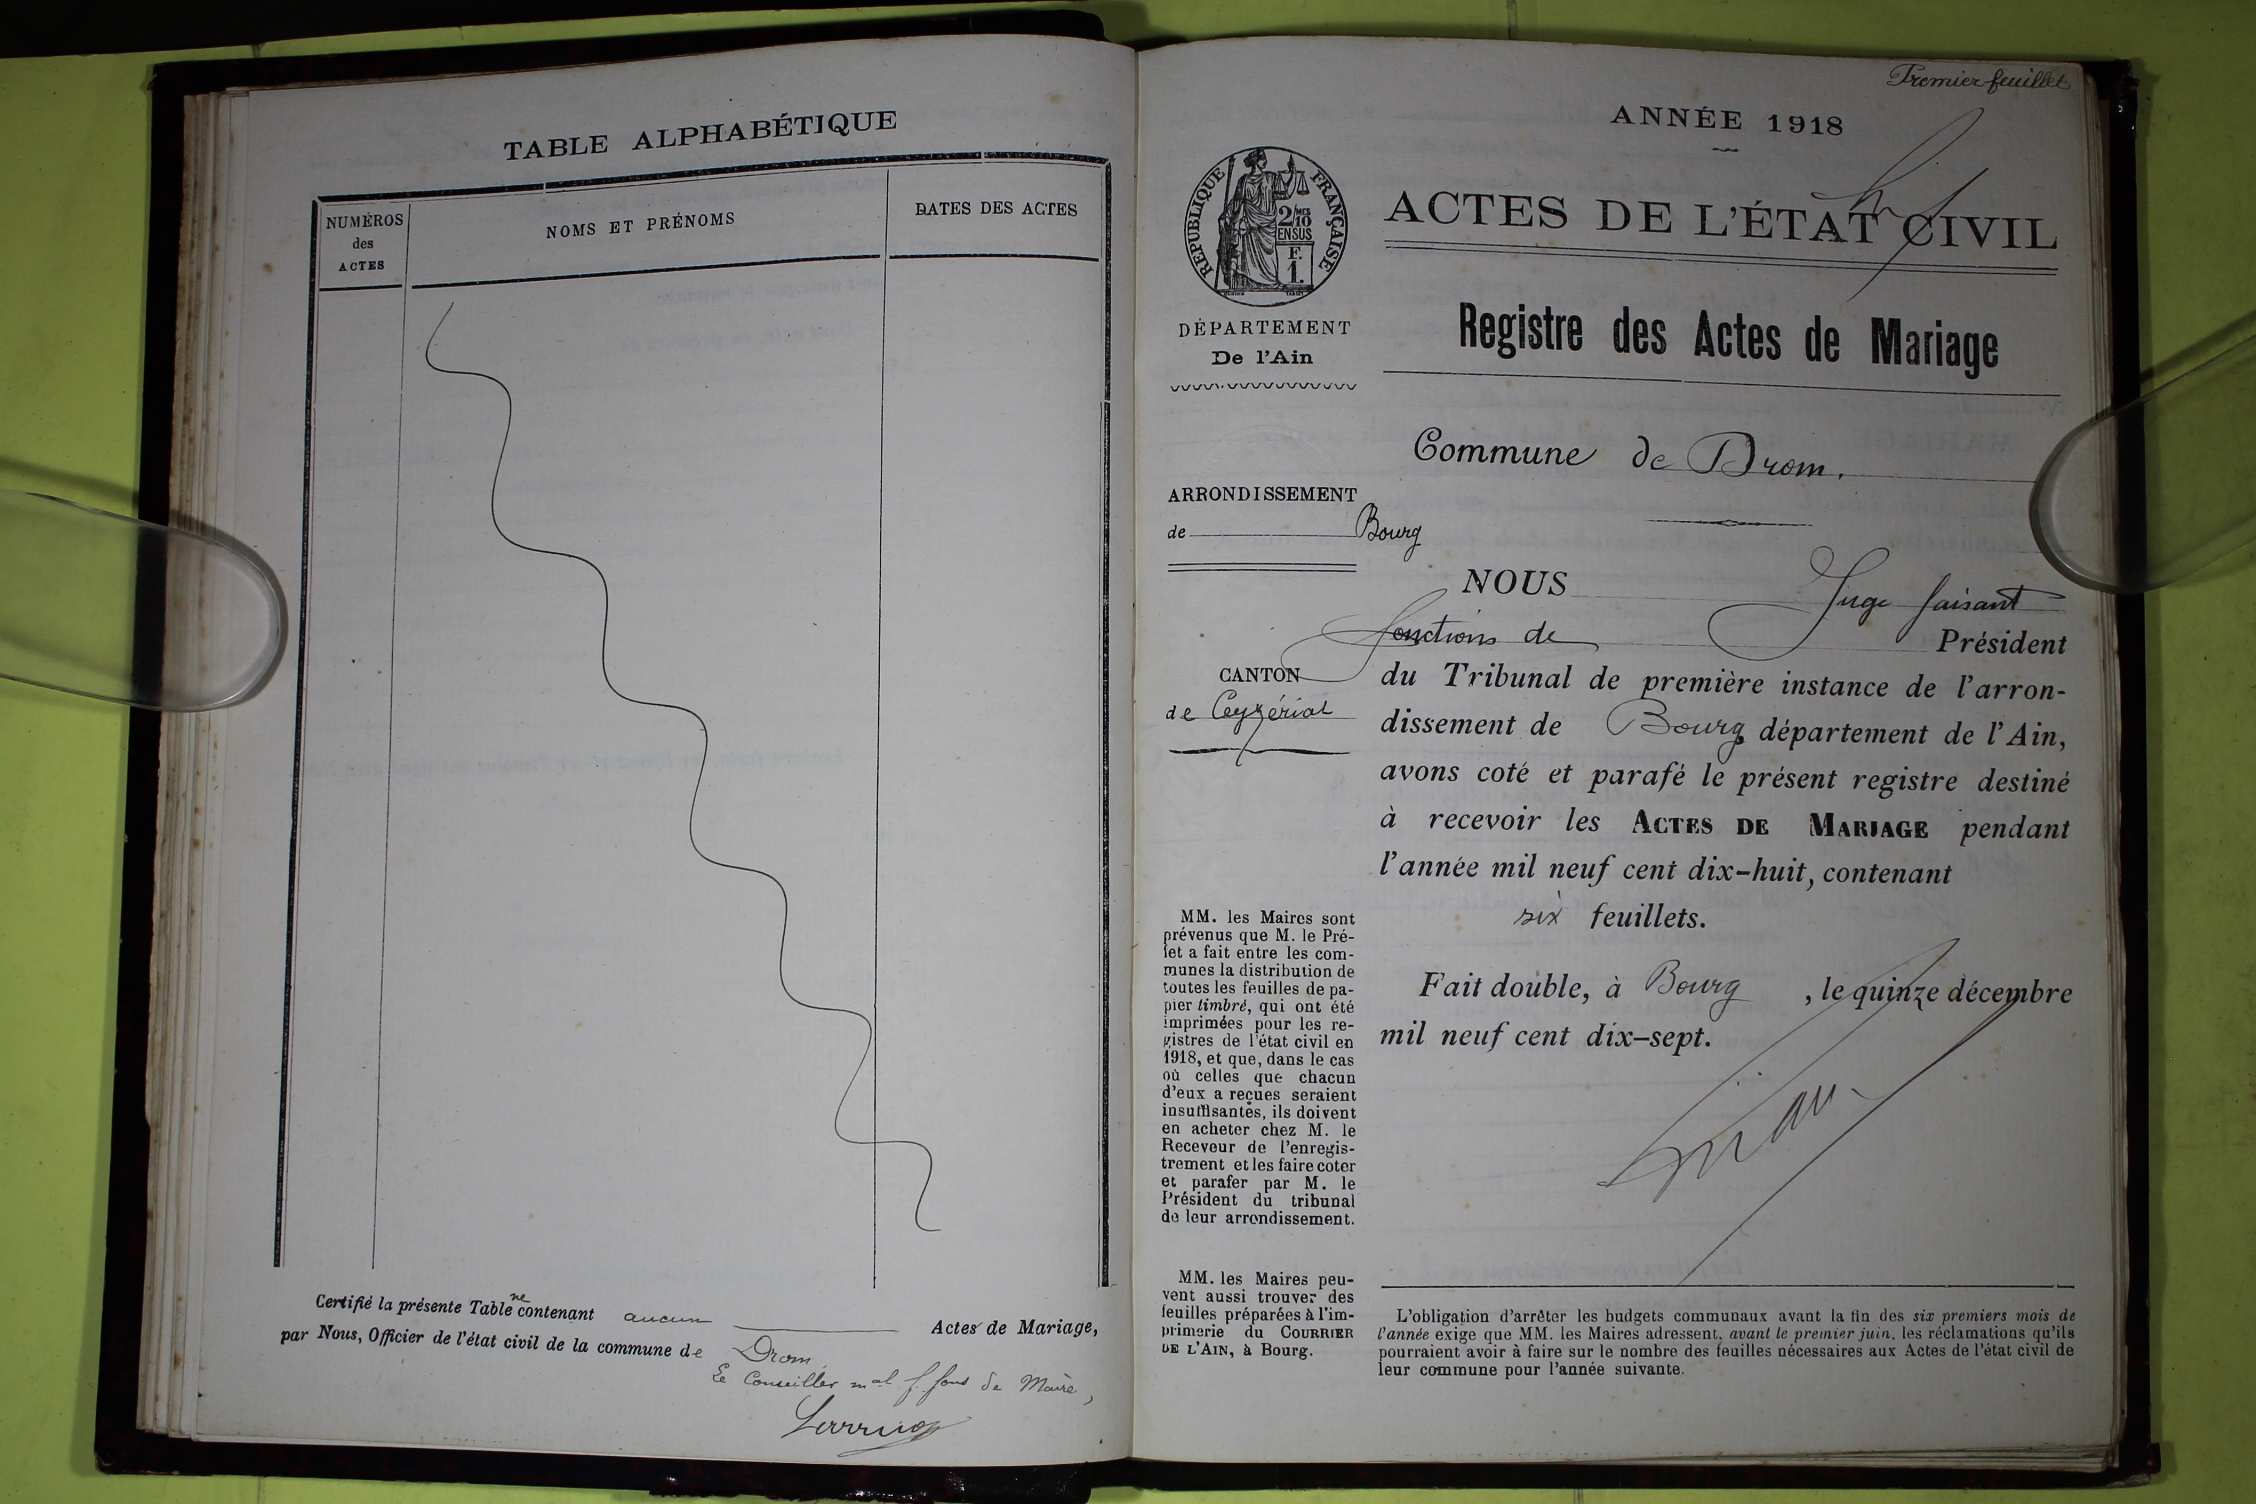 TABLE ALPHABÉTIQUE
NUMÉROS
des
ACTES
NOMS ET PRÉNOMS
DATES DES ACTES
Certifié la présente Table ne contenant aucun Actes de Mariage,
par Nous, Officier de l'état civil de la commune de Drom
Le Conseiller mal f. fons de Maire,
Premier feuillet
ANNÉE 1918
RÉPUBLIQUE FRANÇAISE
2/10
MES
EN SUS
F.
1.
ACTES DE L'ÉTAT CIVIL
DÉPARTEMENT
De l'Ain
Registre des Actes de Mariage
Commune de Drom.
ARRONDISSEMENT
de Bourg
CANTON
de Ceyzériat
NOUS Juge faisant
fonctions de Président
du Tribunal de première instance de l'arron-
dissement de Bourg département de l'Ain,
avons coté et parafé le présent registre destiné
à recevoir les ACTES DE MARIAGE pendant
l'année mil neuf cent dix-huit, contenant
six feuillets.
Fait double, à Bourg, le quinze décembre
mil neuf cent dix-sept.
MM. les Maires sont
prévenus que M. le Pré-
fet a fait entre les com-
munes la distribution de
toutes les feuilles de pa-
pier timbré, qui ont été
imprimées pour les re-
gistres de l'état civil en
1918, et que, dans le cas
où celles que chacun
d'eux a reçues seraient
insuffisantes, ils doivent
en acheter chez M. le
Receveur de l'enregis-
trement et les faire coter
et parafer par M. le
Président du tribunal
de leur arrondissement.
MM. les Maires peu-
vent aussi trouver des
feuilles préparées à l'im-
primerie du COURRIER
DE L'AIN, à Bourg.
L'obligation d'arrêter les budgets communaux avant la fin des six premiers mois de
l'année exige que MM. les Maires adressent, avant le premier juin, les réclamations qu'ils
pourraient avoir à faire sur le nombre des feuilles nécessaires aux Actes de l'état civil de
leur commune pour l'année suivante.